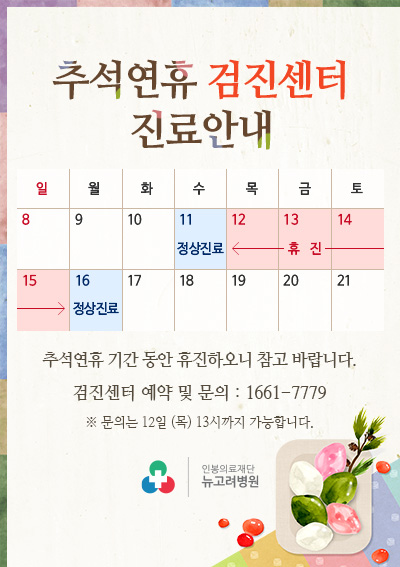 추석연휴 검진센터
진료안내
일 월 화 수 목 금 토
8 9 10 11 12 13 14
정상진료 휴 진
15 16 17 18 19 20 21
정상진료
추석연휴 기간 동안 휴진하오니 참고 바랍니다.
검진센터 예약 및 문의 : 1661-7779
※ 문의는 12일 (목) 13시까지 가능합니다.
인봉의료재단
뉴고려병원